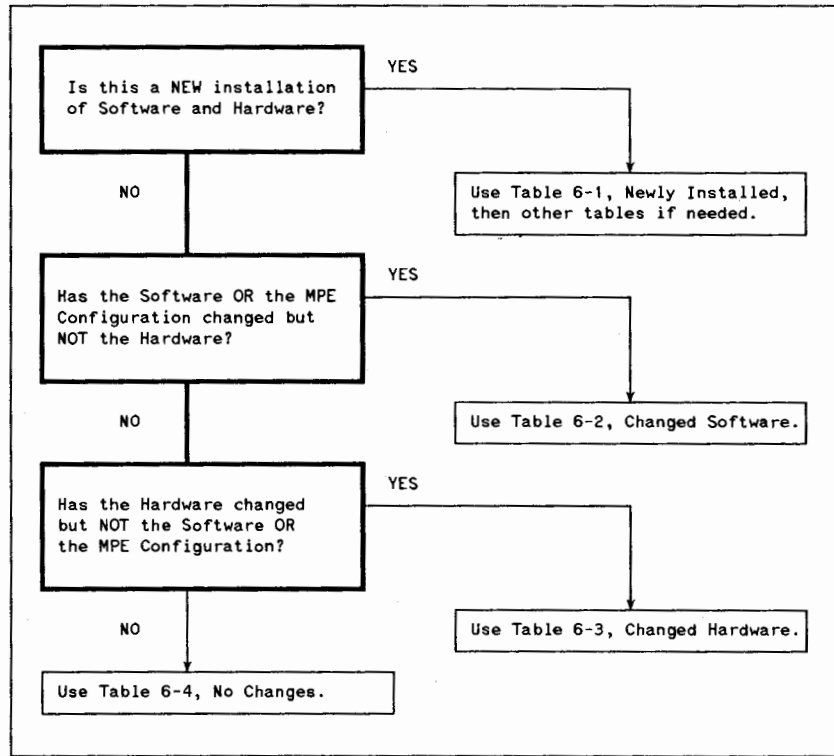 Is this a NEW installation
of Software and Hardware?
YES
NO
Use Table 6-1, Newly Installed,
then other tables if needed.
Has the Software OR the MPE
Configuration changed but
NOT the Hardware?
YES
NO
Use Table 6-2, Changed Software.
Has the Hardware changed
but NOT the Software OR
the MPE Configuration?
YES
NO
Use Table 6-3, Changed Hardware.
Use Table 6-4, No Changes.